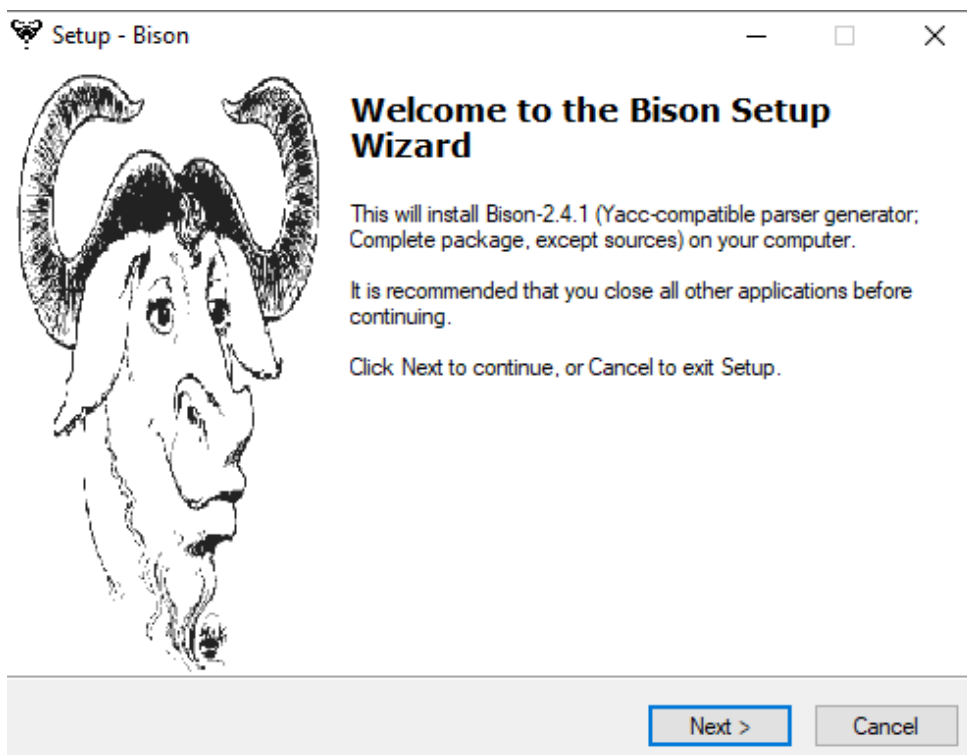 Setup - Bison
Welcome to the Bison Setup
Wizard
This will install Bison-2.4.1 (Yacc-compatible parser generator;
Complete package, except sources) on your computer.
It is recommended that you close all other applications before
continuing.
Click Next to continue, or Cancel to exit Setup.
Next >
Cancel